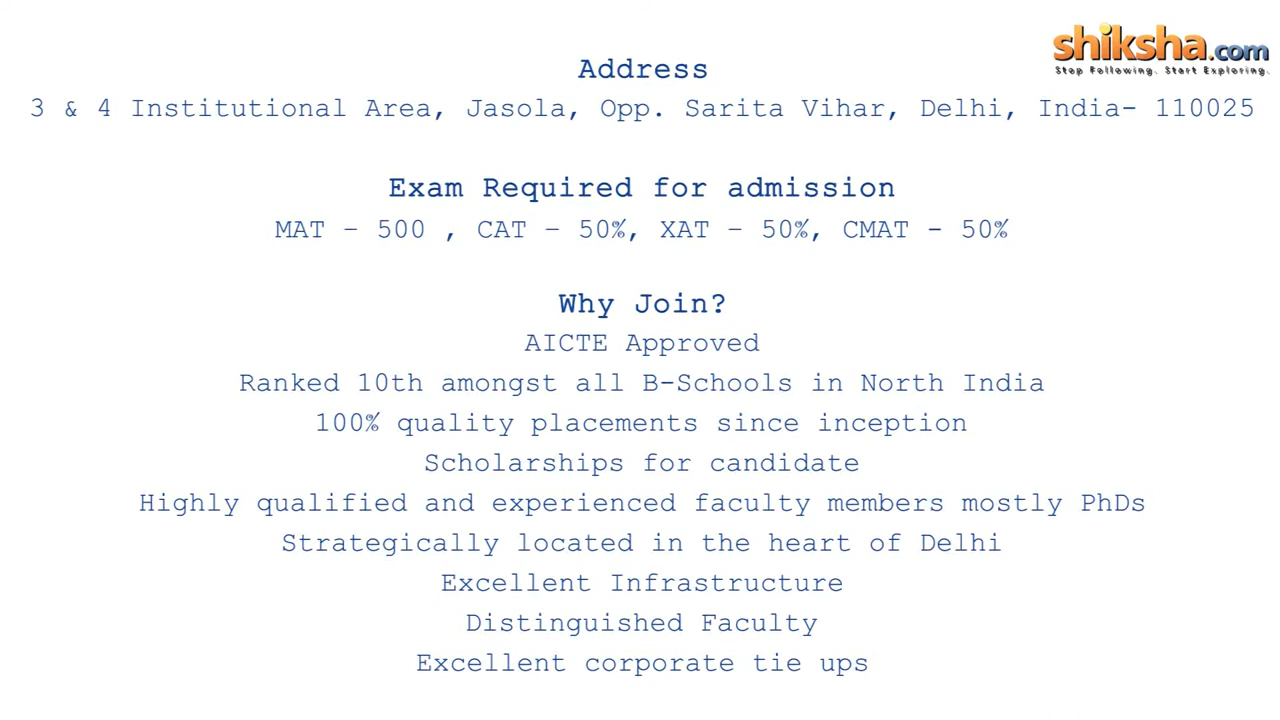 shiksha.com
Stop Following. Start Exploring.
Address
3 & 4 Institutional Area, Jasola, Opp. Sarita Vihar, Delhi, India- 110025
Exam Required for admission
MAT – 500 , CAT – 50%, XAT – 50%, CMAT - 50%
Why Join?
AICTE Approved
Ranked 10th amongst all B-Schools in North India
100% quality placements since inception
Scholarships for candidate
Highly qualified and experienced faculty members mostly PhDs
Strategically located in the heart of Delhi
Excellent Infrastructure
Distinguished Faculty
Excellent corporate tie ups